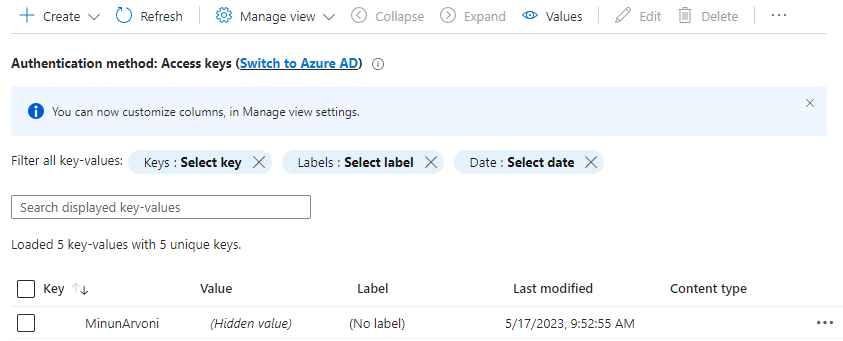 Create Refresh Manage view Collapse Expand Values Edit Delete ...
Authentication method: Access keys (Switch to Azure AD)
You can now customize columns, in Manage view settings.
Filter all key-values: Keys : Select key Labels : Select label Date : Select date
Search displayed key-values
Loaded 5 key-values with 5 unique keys.
Key Value Label Last modified Content type
MinunArvoni (Hidden value) (No label) 5/17/2023, 9:52:55 AM ...